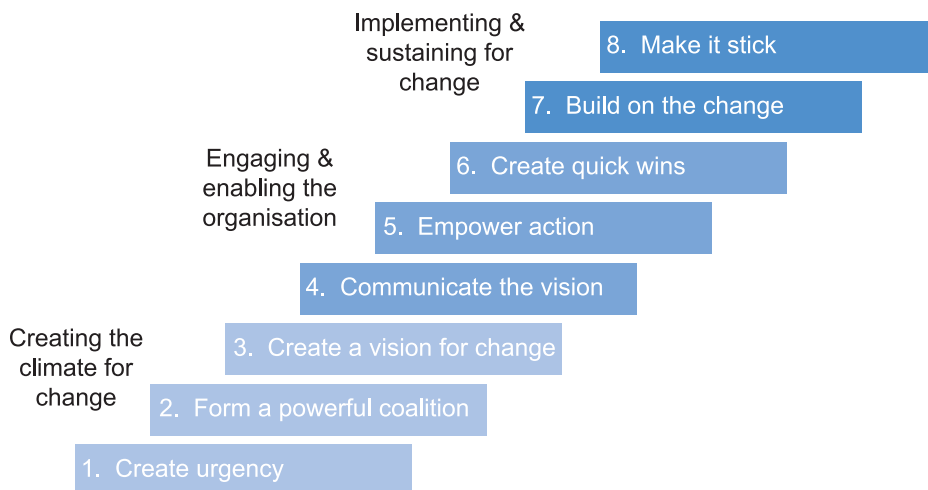 Implementing &
sustaining for
change
8. Make it stick
7. Build on the change
Engaging &
enabling the
organisation
6. Create quick wins
5. Empower action
4. Communicate the vision
Creating the
climate for
change
3. Create a vision for change
2. Form a powerful coalition
1. Create urgency